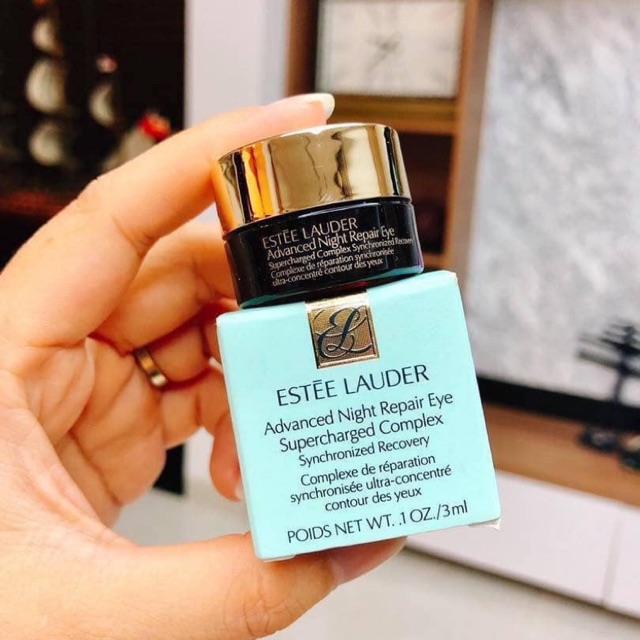 ESTĒE LAUDER
Advanced Night Repair Eye
Supercharged Complex Synchronized Recovery
Complexe de réparation synchronisée
ultra-concentré contour des yeux
ESTĒE LAUDER
Advanced Night Repair Eye
Supercharged Complex
Synchronized Recovery
Complexe de réparation
synchronisée ultra-concentré
contour des yeux
POIDS NET WT. .1 OZ./3ml